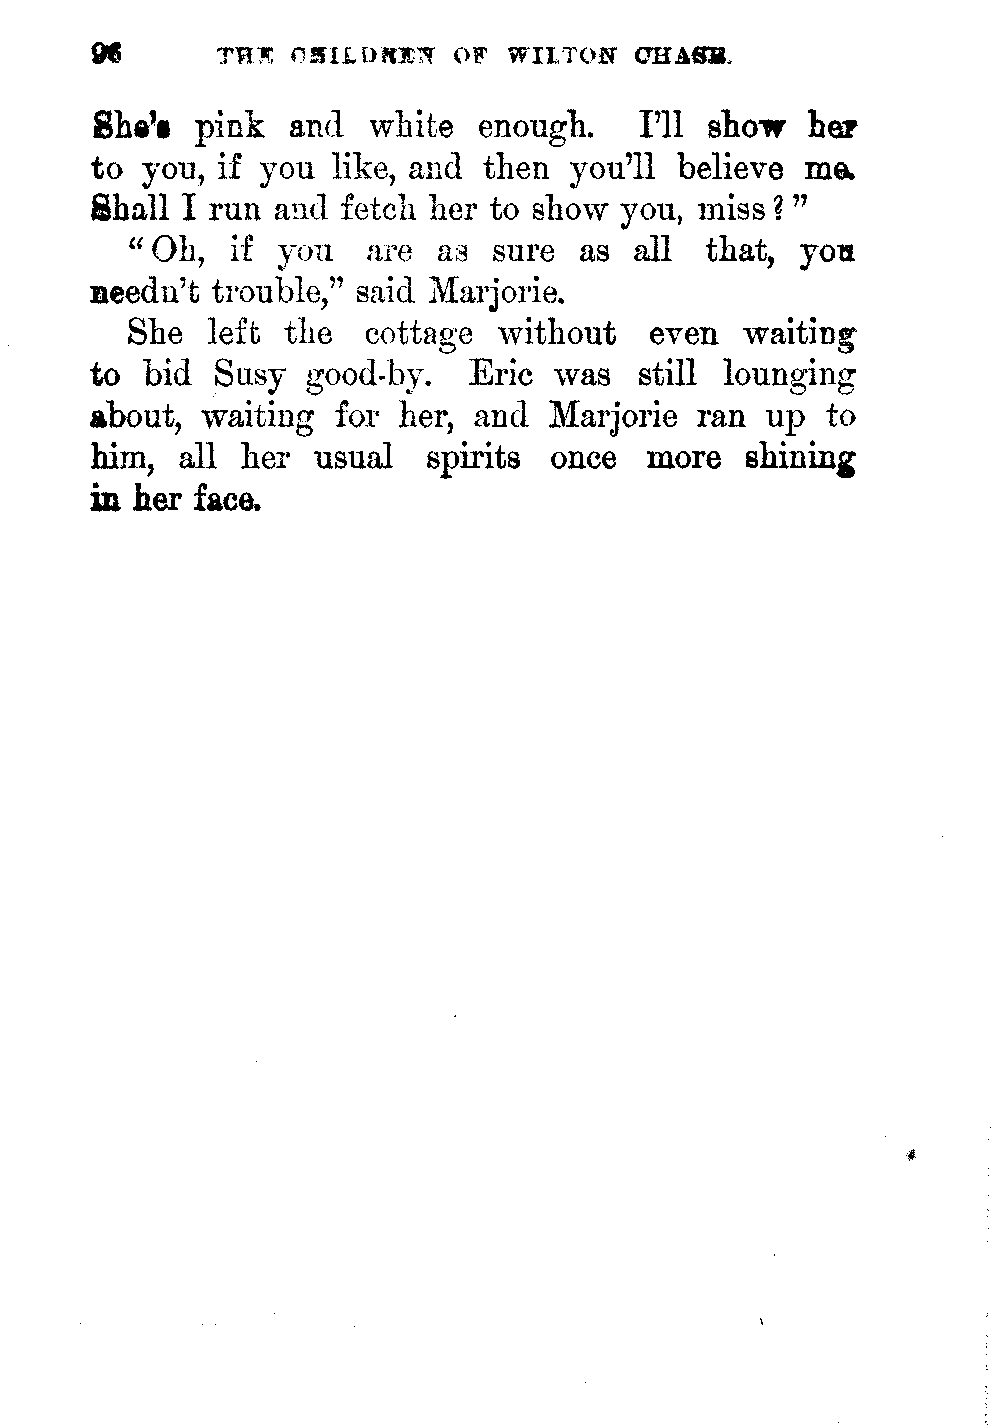 96 THE CHILDREN OF WILTON CHASE.
She's pink and white enough. I'll show her
to you, if you like, and then you'll believe me.
Shall I run and fetch her to show you, miss?"
"Oh, if you are as sure as all that, you
needn't trouble," said Marjorie.
She left the cottage without even waiting
to bid Susy good-by. Eric was still lounging
about, waiting for her, and Marjorie ran up to
him, all her usual spirits once more shining
in her face.